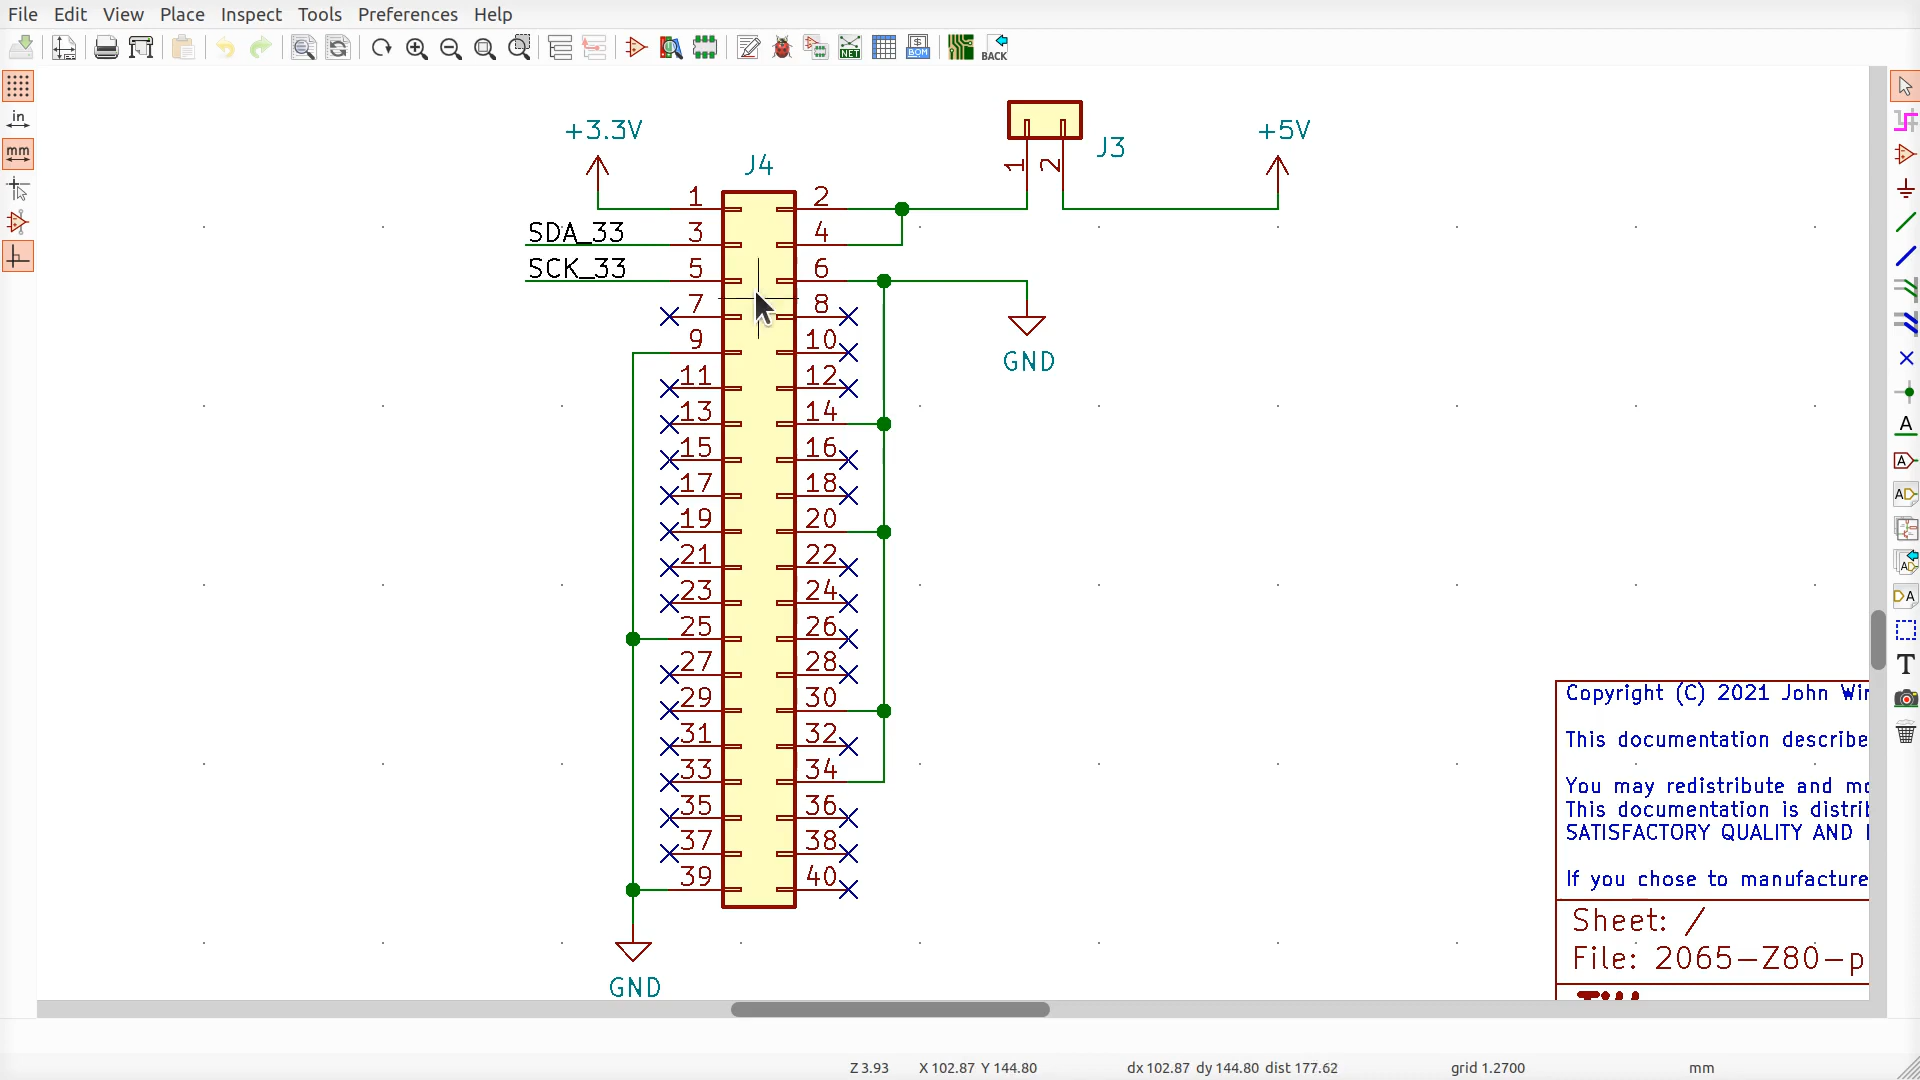 File Edit View Place Inspect Tools Preferences Help
NET
BOM
BACK
in
mm
+3.3V
J4
J3
+5V
1 2
1 2
SDA_33 3 4
SCK_33 5 6
7 8
9 10
GND
11 12
13 14
15 16
17 18
19 20
21 22
23 24
25 26
27 28
29 30
31 32
33 34
35 36
37 38
39 40
GND
Copyright (C) 2021 John
This documentation describe
You may redistribute and
This documentation is
SATISFACTORY QUALITY AND
If you chose to manufacture
Sheet: /
File: 2065-Z80-p
A
A
AD
AD
DA
T
Z 3.93 X 102.87 Y 144.80 dx 102.87 dy 144.80 dist 177.62 grid 1.2700 mm